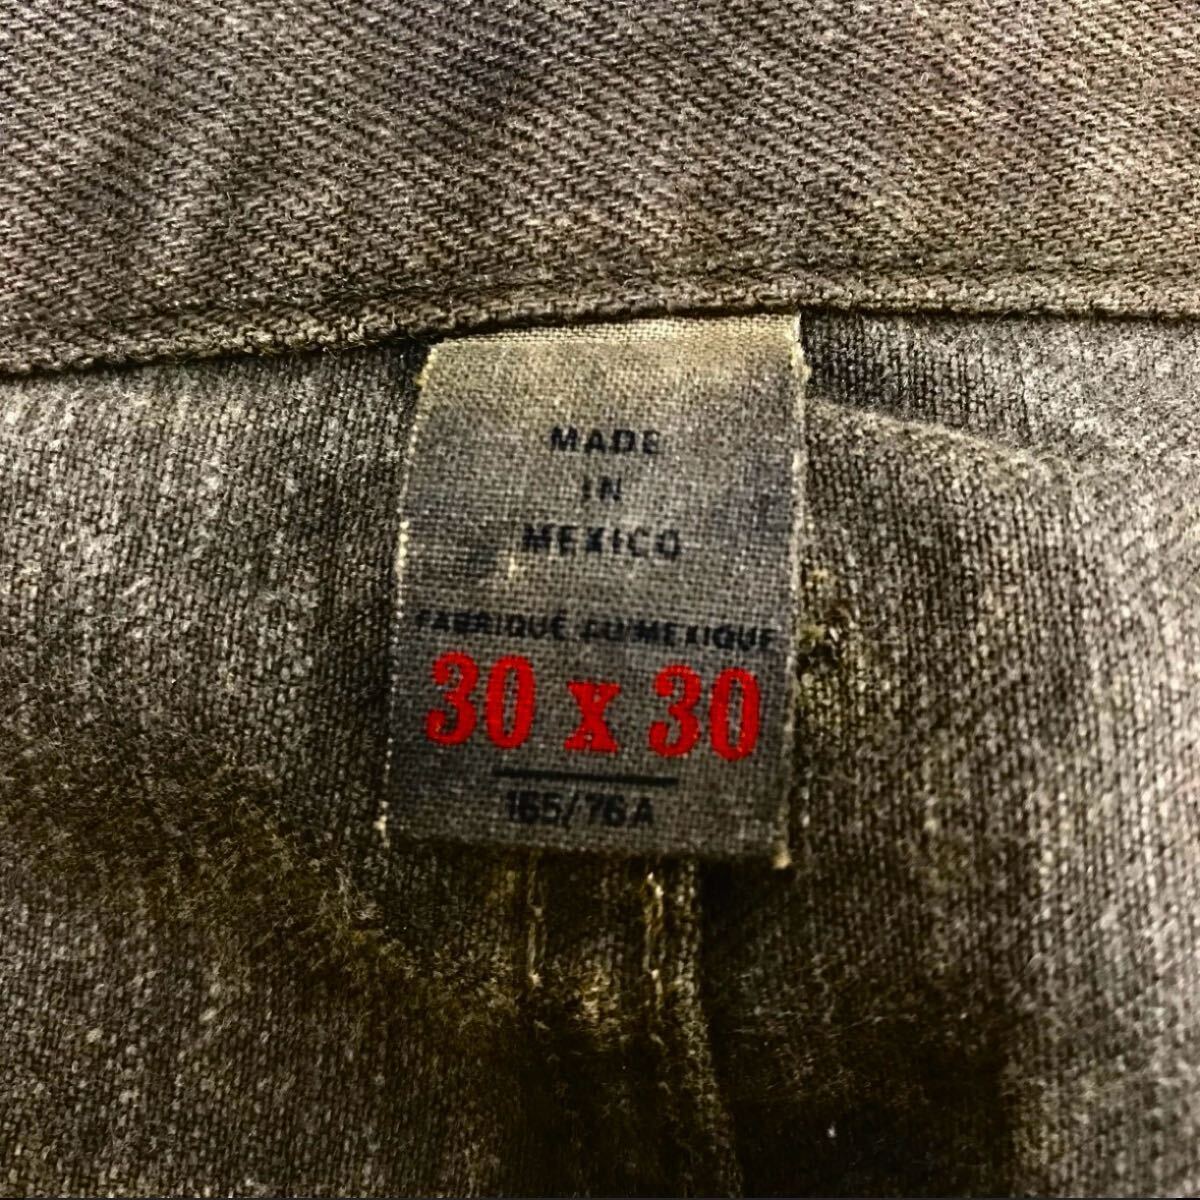 MADE
IN
MEXICO
FABRIQUÉ AU MEXIQUE
30 x 30
165/76A